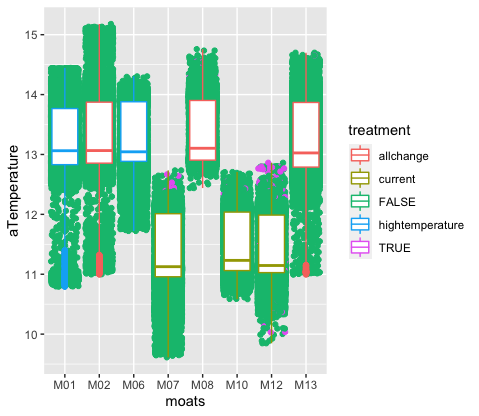 15
14
13
12
11
10
aTemperature
M01 M02 M06 M07 M08 M10 M12 M13
moats
treatment
allchange
current
FALSE
hightemperature
TRUE